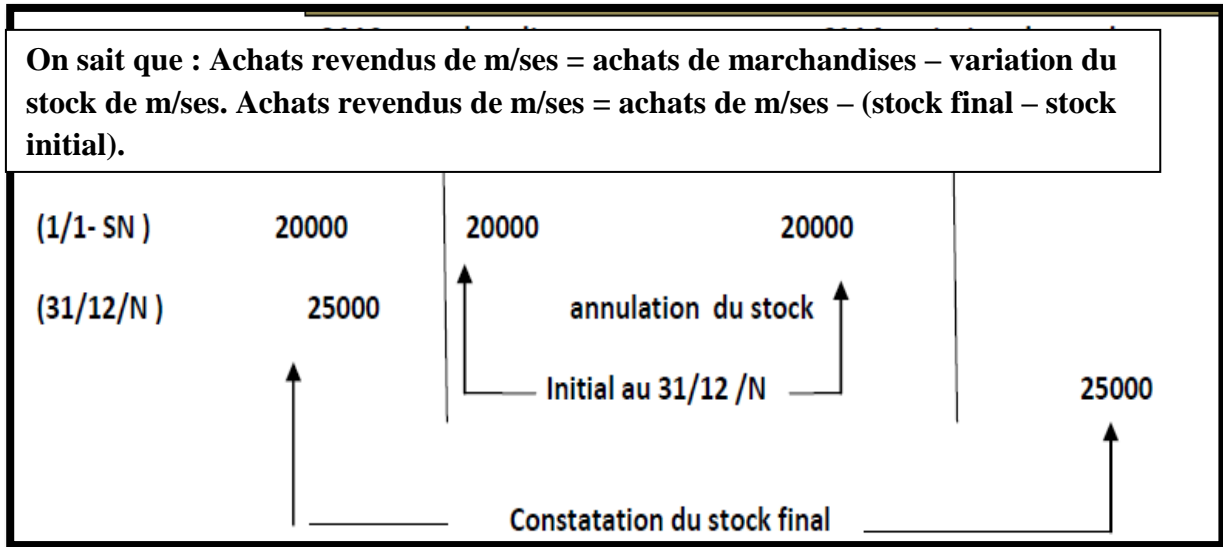 On sait que : Achats revendus de m/ses = achats de marchandises – variation du
stock de m/ses. Achats revendus de m/ses = achats de m/ses – (stock final – stock
initial).
(1/1- SN ) 20000 20000 20000
(31/12/N ) 25000 annulation du stock
Initial au 31/12 /N 25000
Constatation du stock final